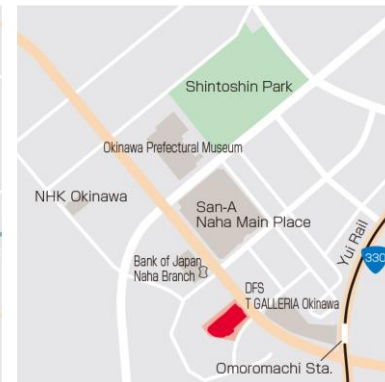 Shintoshin Park
Okinawa Prefectural Museum
NHK Okinawa
San-A
Naha Main Place
Yui Rail
Bank of Japan
Naha Branch
330
DFS
T GALLERIA Okinawa
Omoromachi Sta.